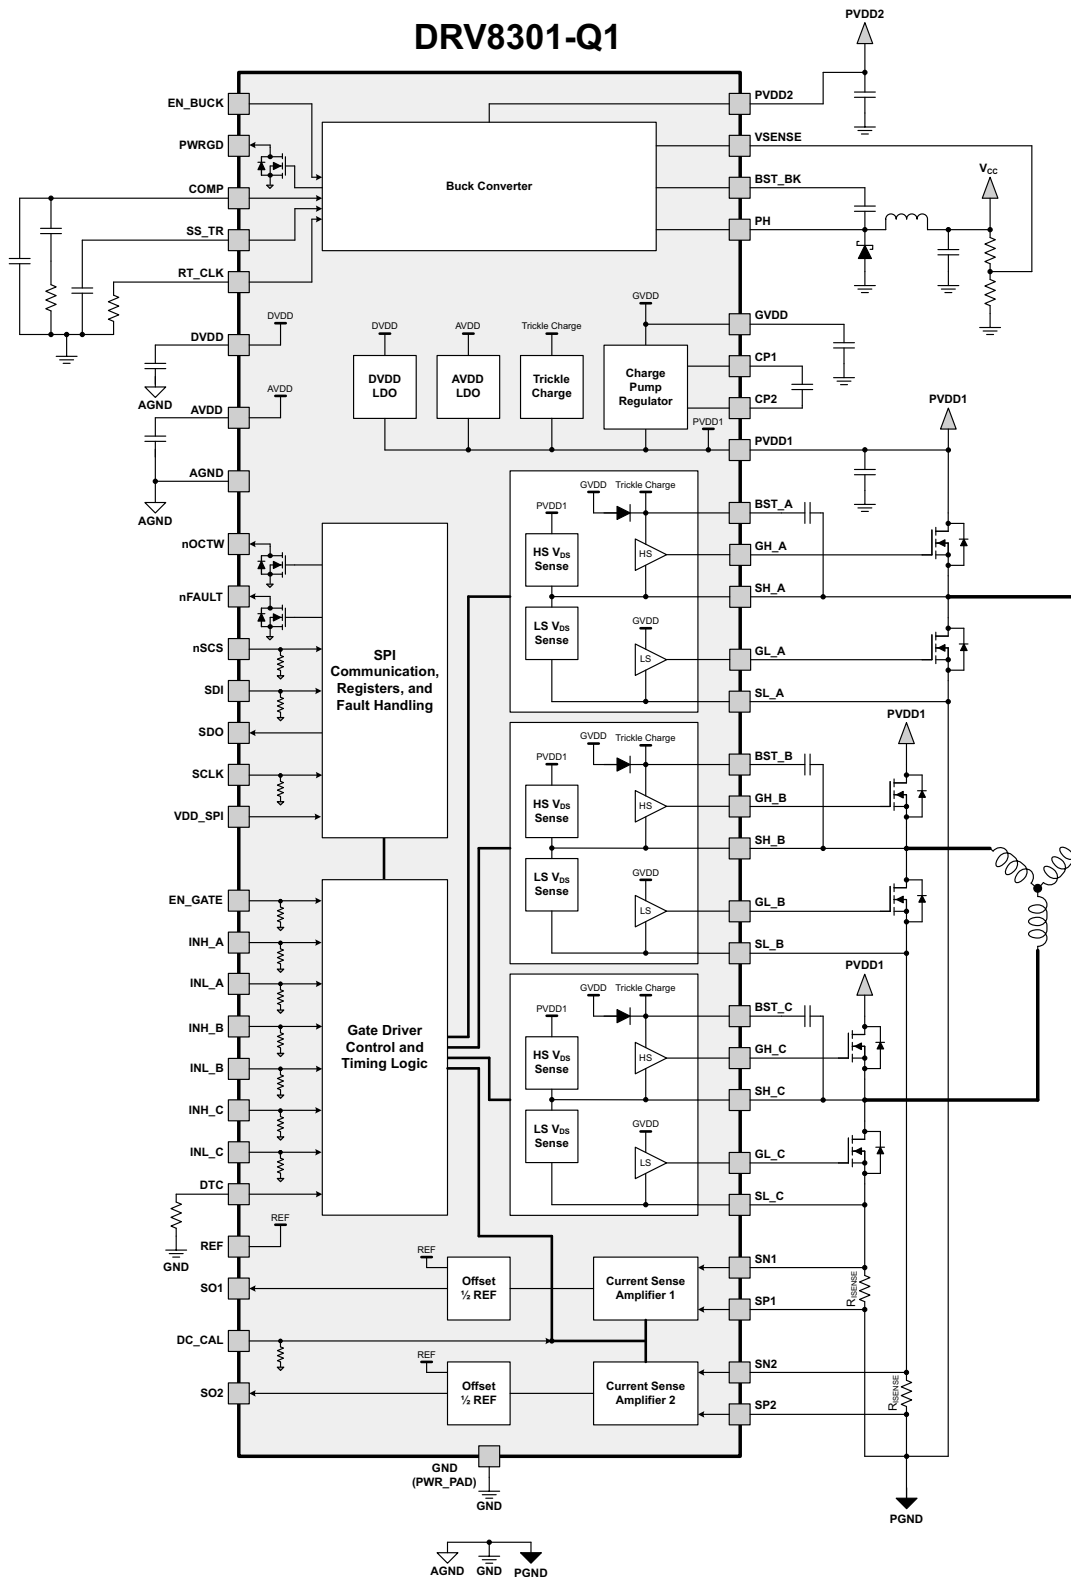 DRV8301-Q1
PVDD2
EN_BUCK
PWRGD
COMP
SS_TR
RT_CLK
Buck Converter
PVDD2
VSENSE
BST_BK
PH
VCC
DVDD
DVDD
AGND
AVDD
AVDD
AGND
AGND
DVDD
DVDD
LDO
AVDD
AVDD
LDO
Trickle Charge
Trickle
Charge
GVDD
Charge
Pump
Regulator
PVDD1
GVDD
CP1
CP2
PVDD1
PVDD1
nOCTW
nFAULT
nSCS
SDI
SDO
SCLK
VDD_SPI
SPI
Communication,
Registers, and
Fault Handling
GVDD
Trickle Charge
PVDD1
HS VDS
Sense
HS
LS VDS
Sense
GVDD
LS
BST_A
GH_A
SH_A
GL_A
SL_A
PVDD1
GVDD
Trickle Charge
PVDD1
HS VDS
Sense
HS
LS VDS
Sense
GVDD
LS
BST_B
GH_B
SH_B
GL_B
SL_B
EN_GATE
INH_A
INL_A
INH_B
INL_B
INH_C
INL_C
DTC
GND
Gate Driver
Control and
Timing Logic
PVDD1
GVDD
Trickle Charge
PVDD1
HS VDS
Sense
HS
LS VDS
Sense
GVDD
LS
BST_C
GH_C
SH_C
GL_C
SL_C
REF
REF
SO1
DC_CAL
SO2
REF
Offset
½ REF
Current Sense
Amplifier 1
SN1
SP1
RISENSE
REF
Offset
½ REF
Current Sense
Amplifier 2
SN2
SP2
RISENSE
GND
(PWR_PAD)
GND
PGND
AGND
GND
PGND